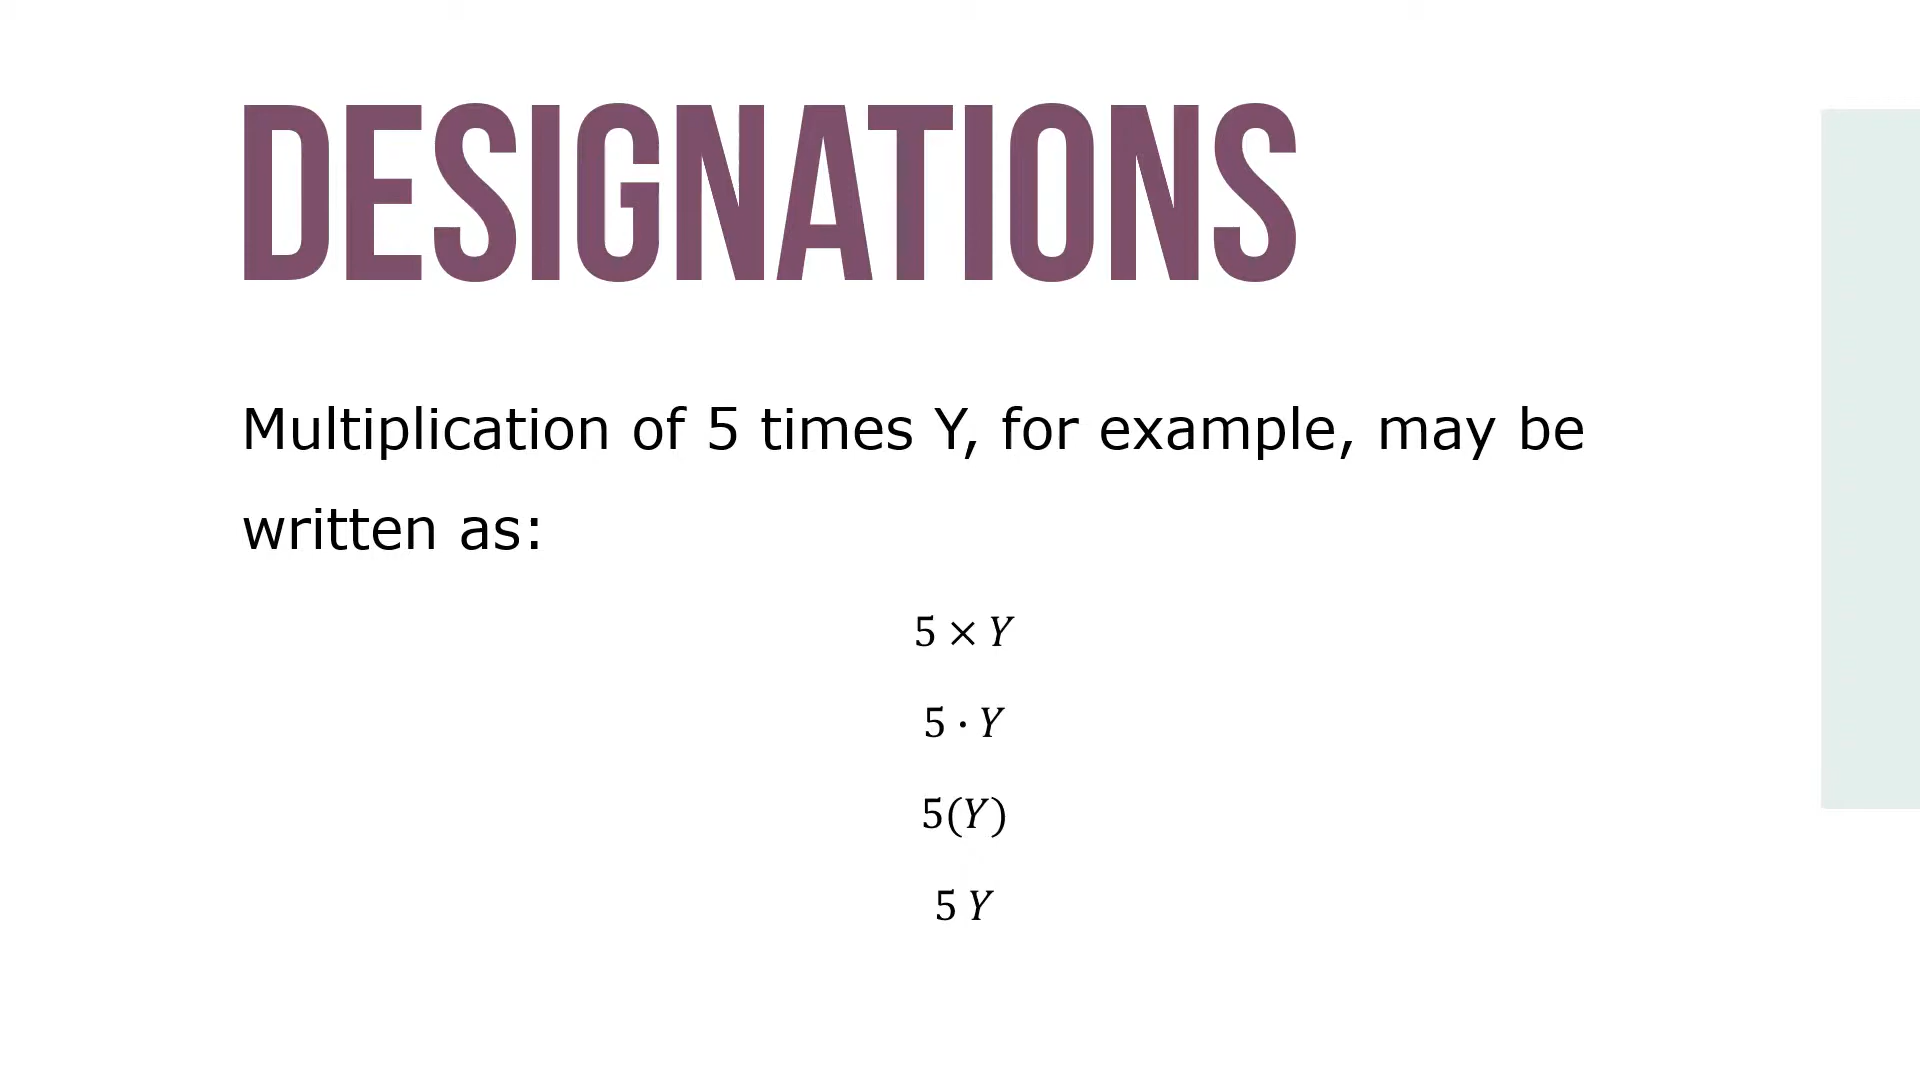 DESIGNATIONS
Multiplication of 5 times Y, for example, may be
written as:
5 × Y
5 · Y
5(Y)
5 Y